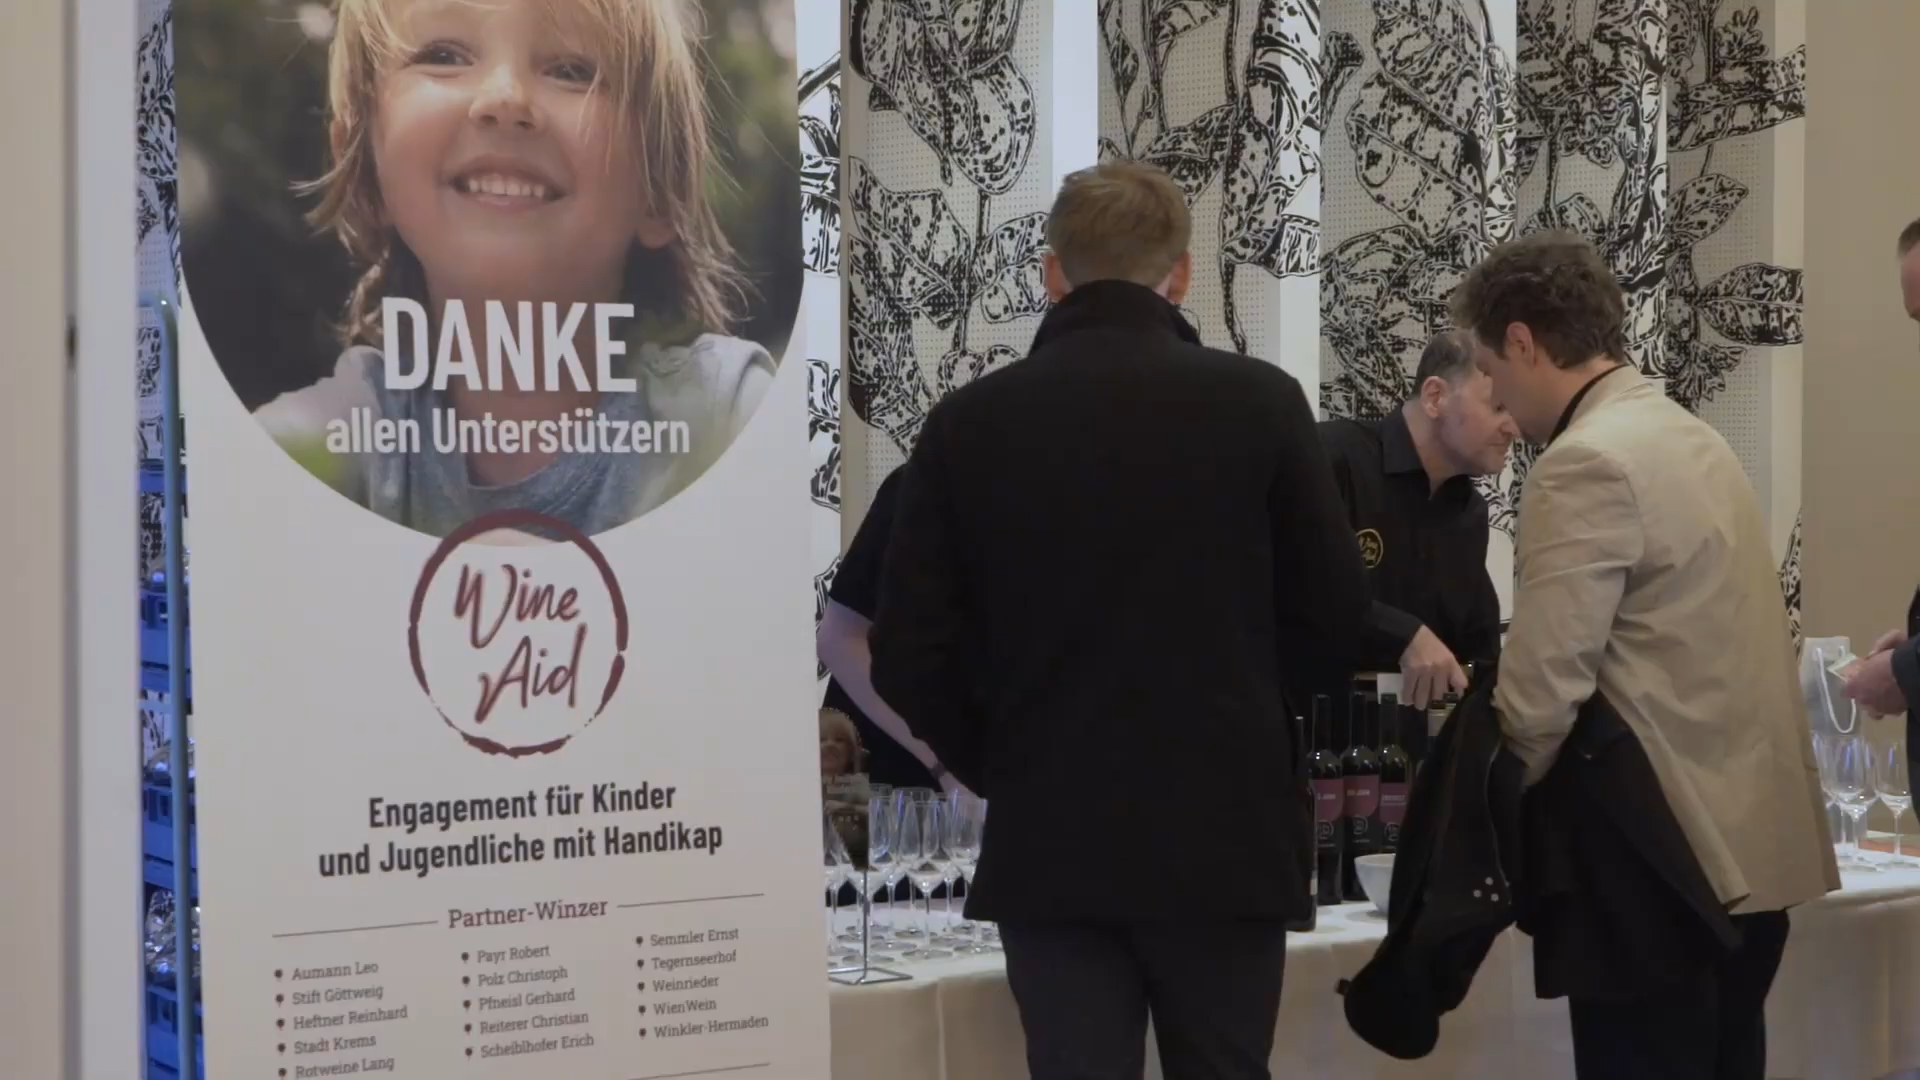 DANKE
allen Unterstützern
Wine
Aid
Engagement für Kinder
und Jugendliche mit Handikap
Partner-Winzer
Aumann Leo
Stift Göttweig
Heftner Reinhard
Stadt Krems
Rotweine Lang
Payr Robert
Polz Christoph
Pfneisl Gerhard
Reiterer Christian
Scheiblhofer Erich
Semmler Ernst
Tegernseerhof
Weinrieder
WienWein
Winkler-Hermaden